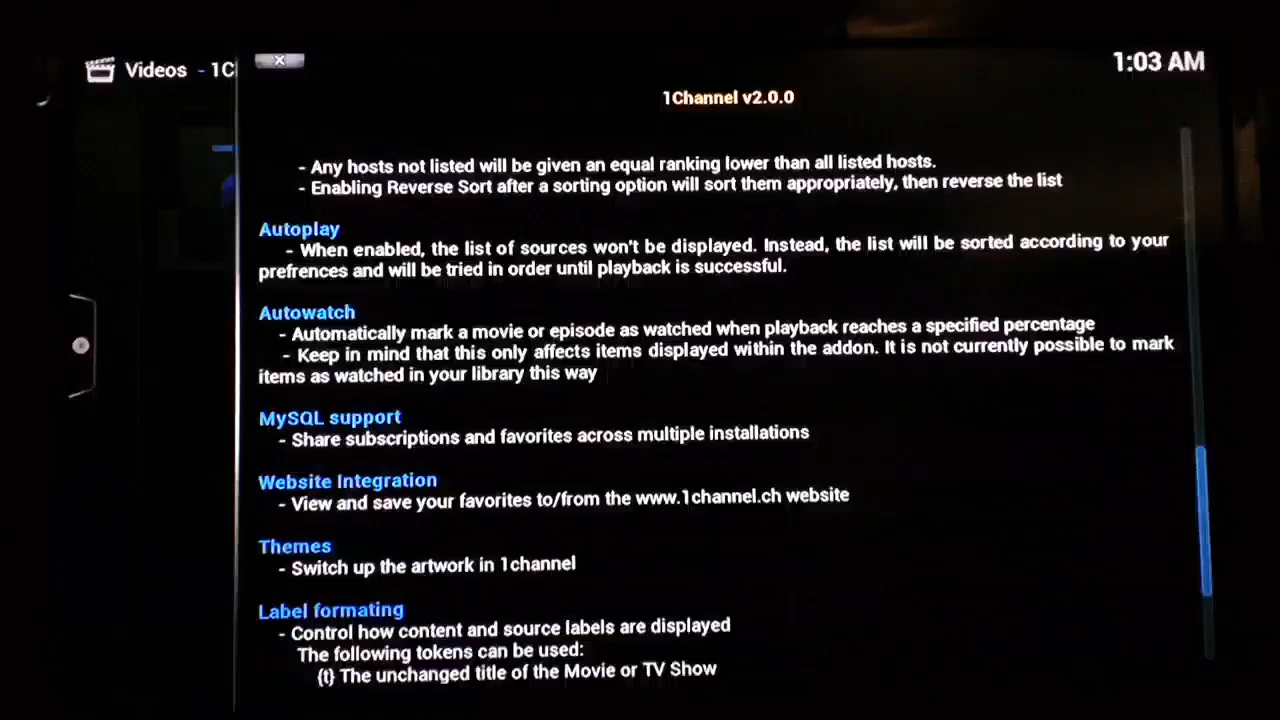 Videos - 1C
X
1:03 AM
1Channel v2.0.0
- Any hosts not listed will be given an equal ranking lower than all listed hosts.
- Enabling Reverse Sort after a sorting option will sort them appropriately, then reverse the list
Autoplay
- When enabled, the list of sources won't be displayed. Instead, the list will be sorted according to your
prefrences and will be tried in order until playback is successful.
Autowatch
- Automatically mark a movie or episode as watched when playback reaches a specified percentage
- Keep in mind that this only affects items displayed within the addon. It is not currently possible to mark
items as watched in your library this way
MySQL support
- Share subscriptions and favorites across multiple installations
Website Integration
- View and save your favorites to/from the www.1channel.ch website
Themes
- Switch up the artwork in 1channel
Label formating
- Control how content and source labels are displayed
The following tokens can be used:
{t} The unchanged title of the Movie or TV Show